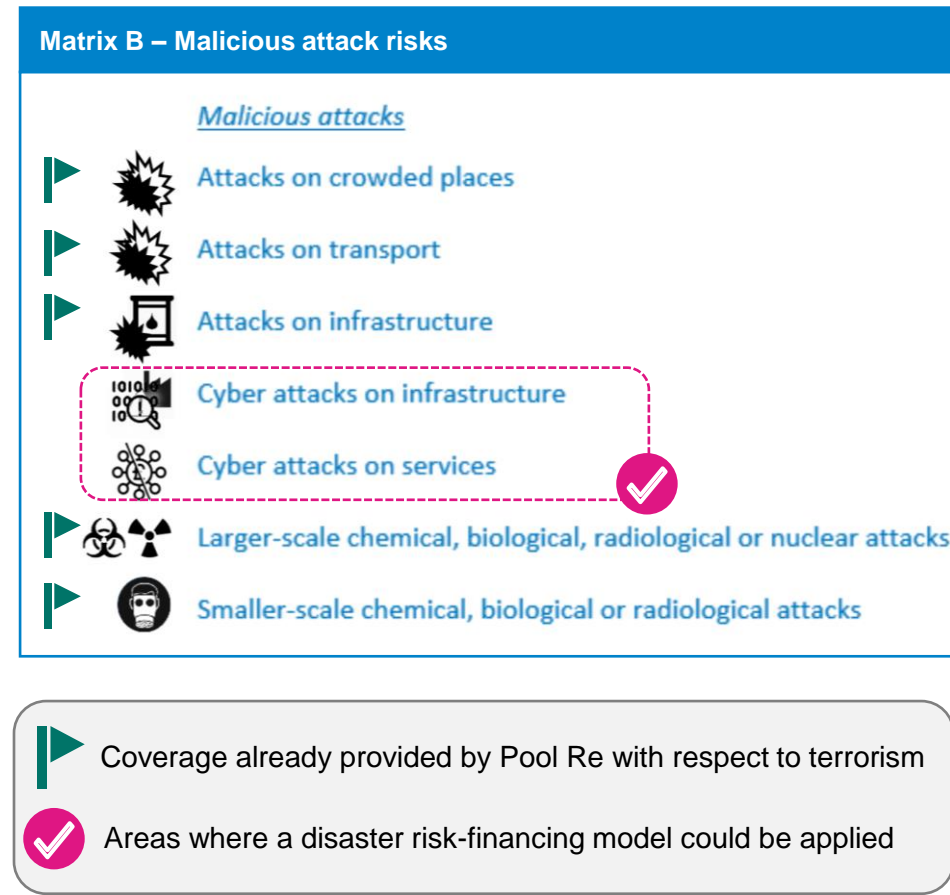 Matrix B – Malicious attack risks
Malicious attacks
Attacks on crowded places
Attacks on transport
Attacks on infrastructure
Cyber attacks on infrastructure
Cyber attacks on services
Larger-scale chemical, biological, radiological or nuclear attacks
Smaller-scale chemical, biological or radiological attacks
Coverage already provided by Pool Re with respect to terrorism
Areas where a disaster risk-financing model could be applied